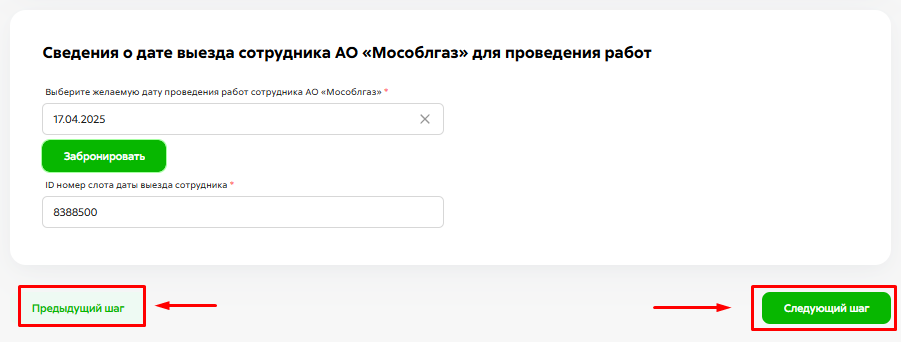 Сведения о дате выезда сотрудника АО «Мособлгаз» для проведения работ
Выберите желаемую дату проведения работ сотрудника АО «Мособлгаз» *
17.04.2025
Забронировать
ID номер слота даты выезда сотрудника *
8388500
Предыдущий шаг
Следующий шаг